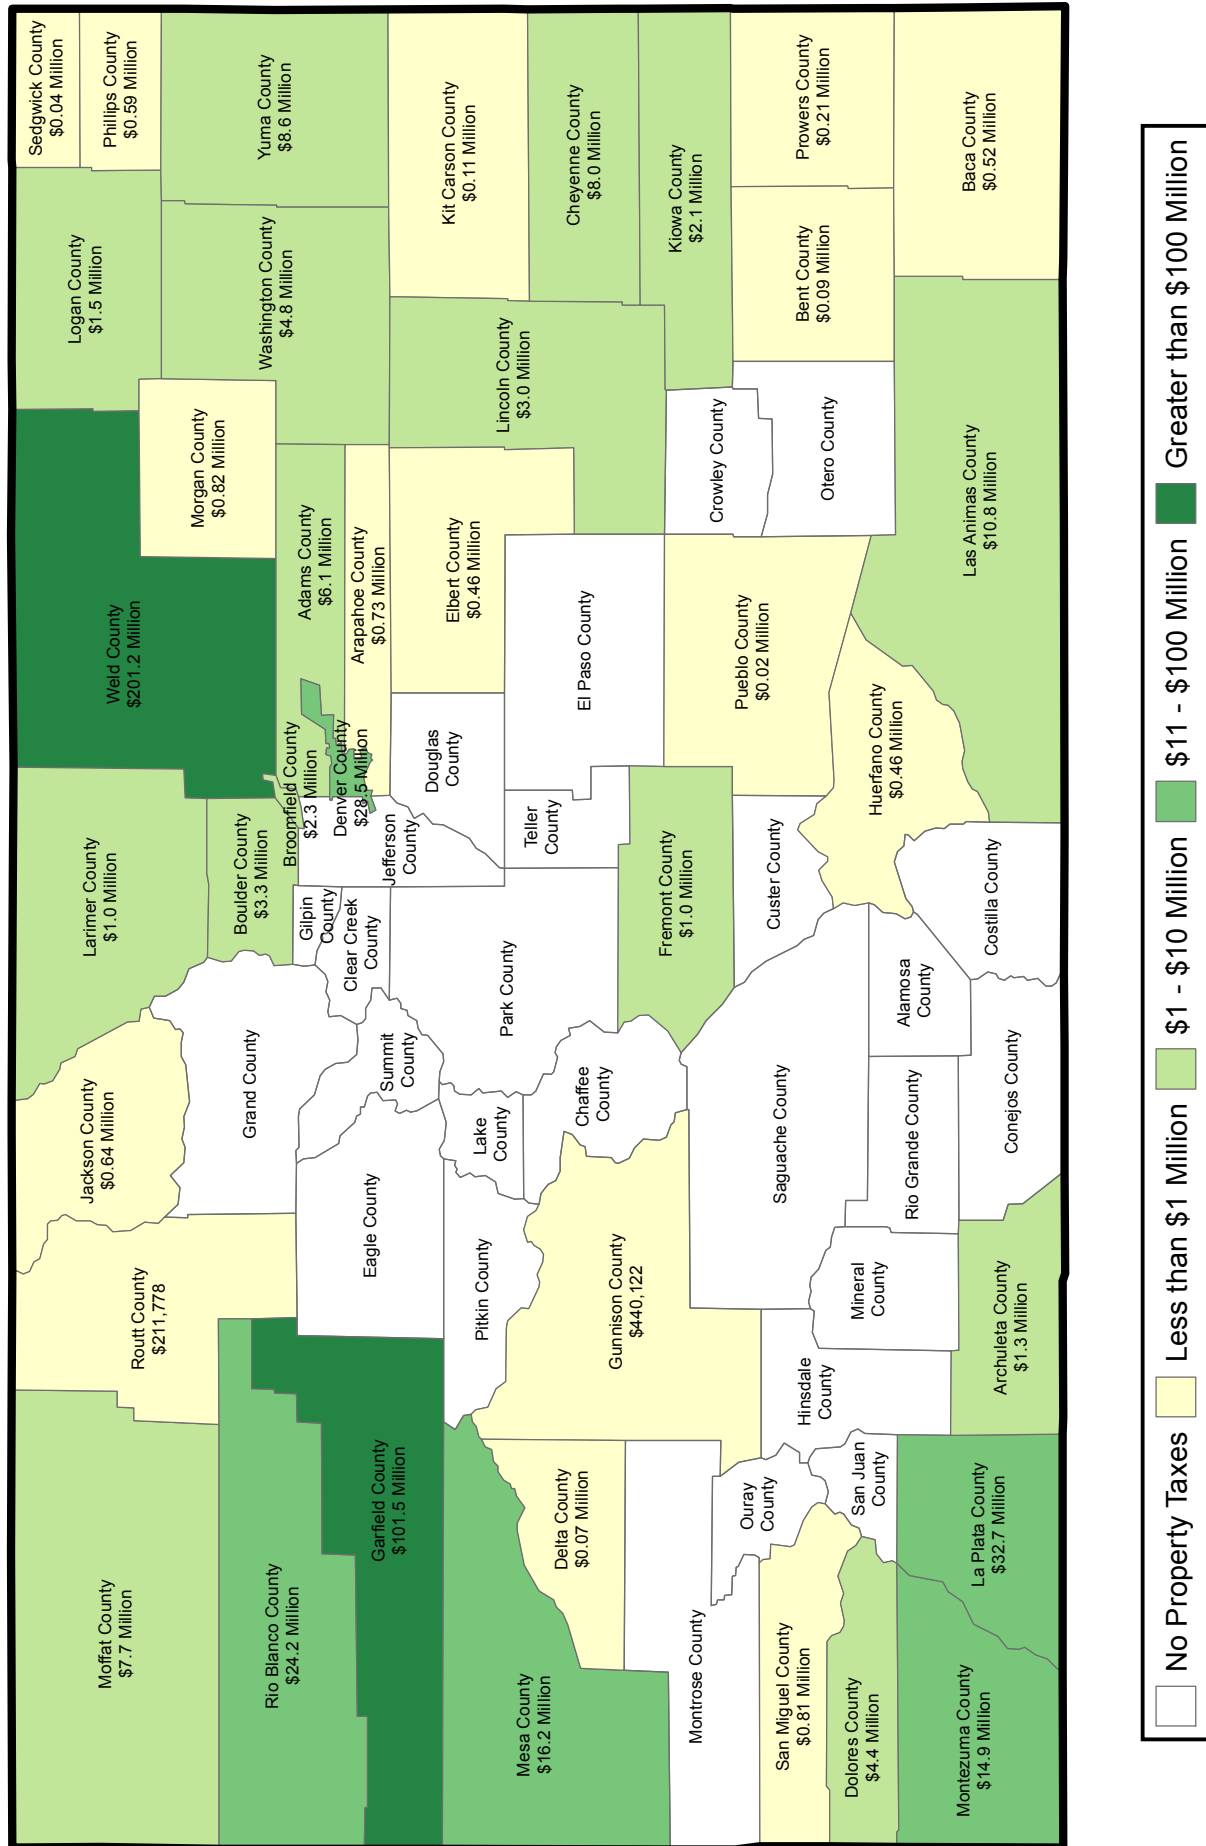 Moffat County
$7.7 Million
Routt County
$211,778
Jackson County
$0.64 Million
Larimer County
$1.0 Million
Weld County
$201.2 Million
Logan County
$1.5 Million
Sedgwick County
$0.04 Million
Phillips County
$0.59 Million
Morgan County
$0.82 Million
Washington County
$4.8 Million
Yuma County
$8.6 Million
Rio Blanco County
$24.2 Million
Grand County
Boulder County
$3.3 Million
Broomfield County
$2.3 Million
Adams County
$6.1 Million
Gilpin
County
Clear Creek
County
Denver County
$28.5 Million
Jefferson
County
Arapahoe County
$0.73 Million
Garfield County
$101.5 Million
Eagle County
Summit
County
Douglas
County
Elbert County
$0.46 Million
Kit Carson County
$0.11 Million
Lincoln County
$3.0 Million
Cheyenne County
$8.0 Million
Mesa County
$16.2 Million
Pitkin County
Lake
County
Park County
Teller
County
El Paso County
Delta County
$0.07 Million
Gunnison County
$440,122
Chaffee
County
Fremont County
$1.0 Million
Pueblo County
$0.02 Million
Crowley County
Kiowa County
$2.1 Million
Montrose County
Ouray
County
Hinsdale
County
Saguache County
Custer County
Otero County
Bent County
$0.09 Million
Prowers County
$0.21 Million
San Miguel County
$0.81 Million
Dolores County
$4.4 Million
San Juan
County
Mineral
County
Rio Grande County
Alamosa
County
Huerfano County
$0.46 Million
Las Animas County
$10.8 Million
Baca County
$0.52 Million
Montezuma County
$14.9 Million
La Plata County
$32.7 Million
Archuleta County
$1.3 Million
Conejos County
Costilla County
No Property Taxes
Less than $1 Million
$1 - $10 Million
$11 - $100 Million
Greater than $100 Million